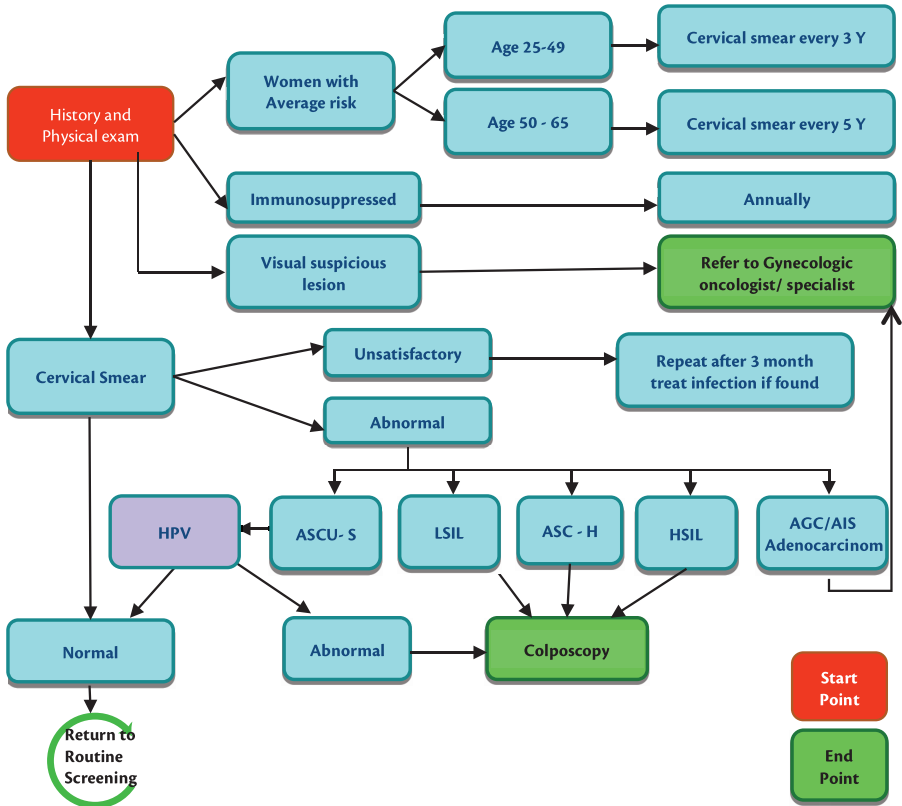 Age 25-49
Cervical smear every 3 Y
Women with
Average risk
History and
Physical exam
Age 50 - 65
Cervical smear every 5 Y
Immunosuppressed
Annually
Visual suspicious
lesion
Refer to Gynecologic
oncologist/ specialist
Cervical Smear
Unsatisfactory
Repeat after 3 month
treat infection if found
Abnormal
HPV
ASCU- S
LSIL
ASC - H
HSIL
AGC/AIS
Adenocarcinom
Normal
Abnormal
Colposcopy
Start
Point
Return to
Routine
Screening
End
Point